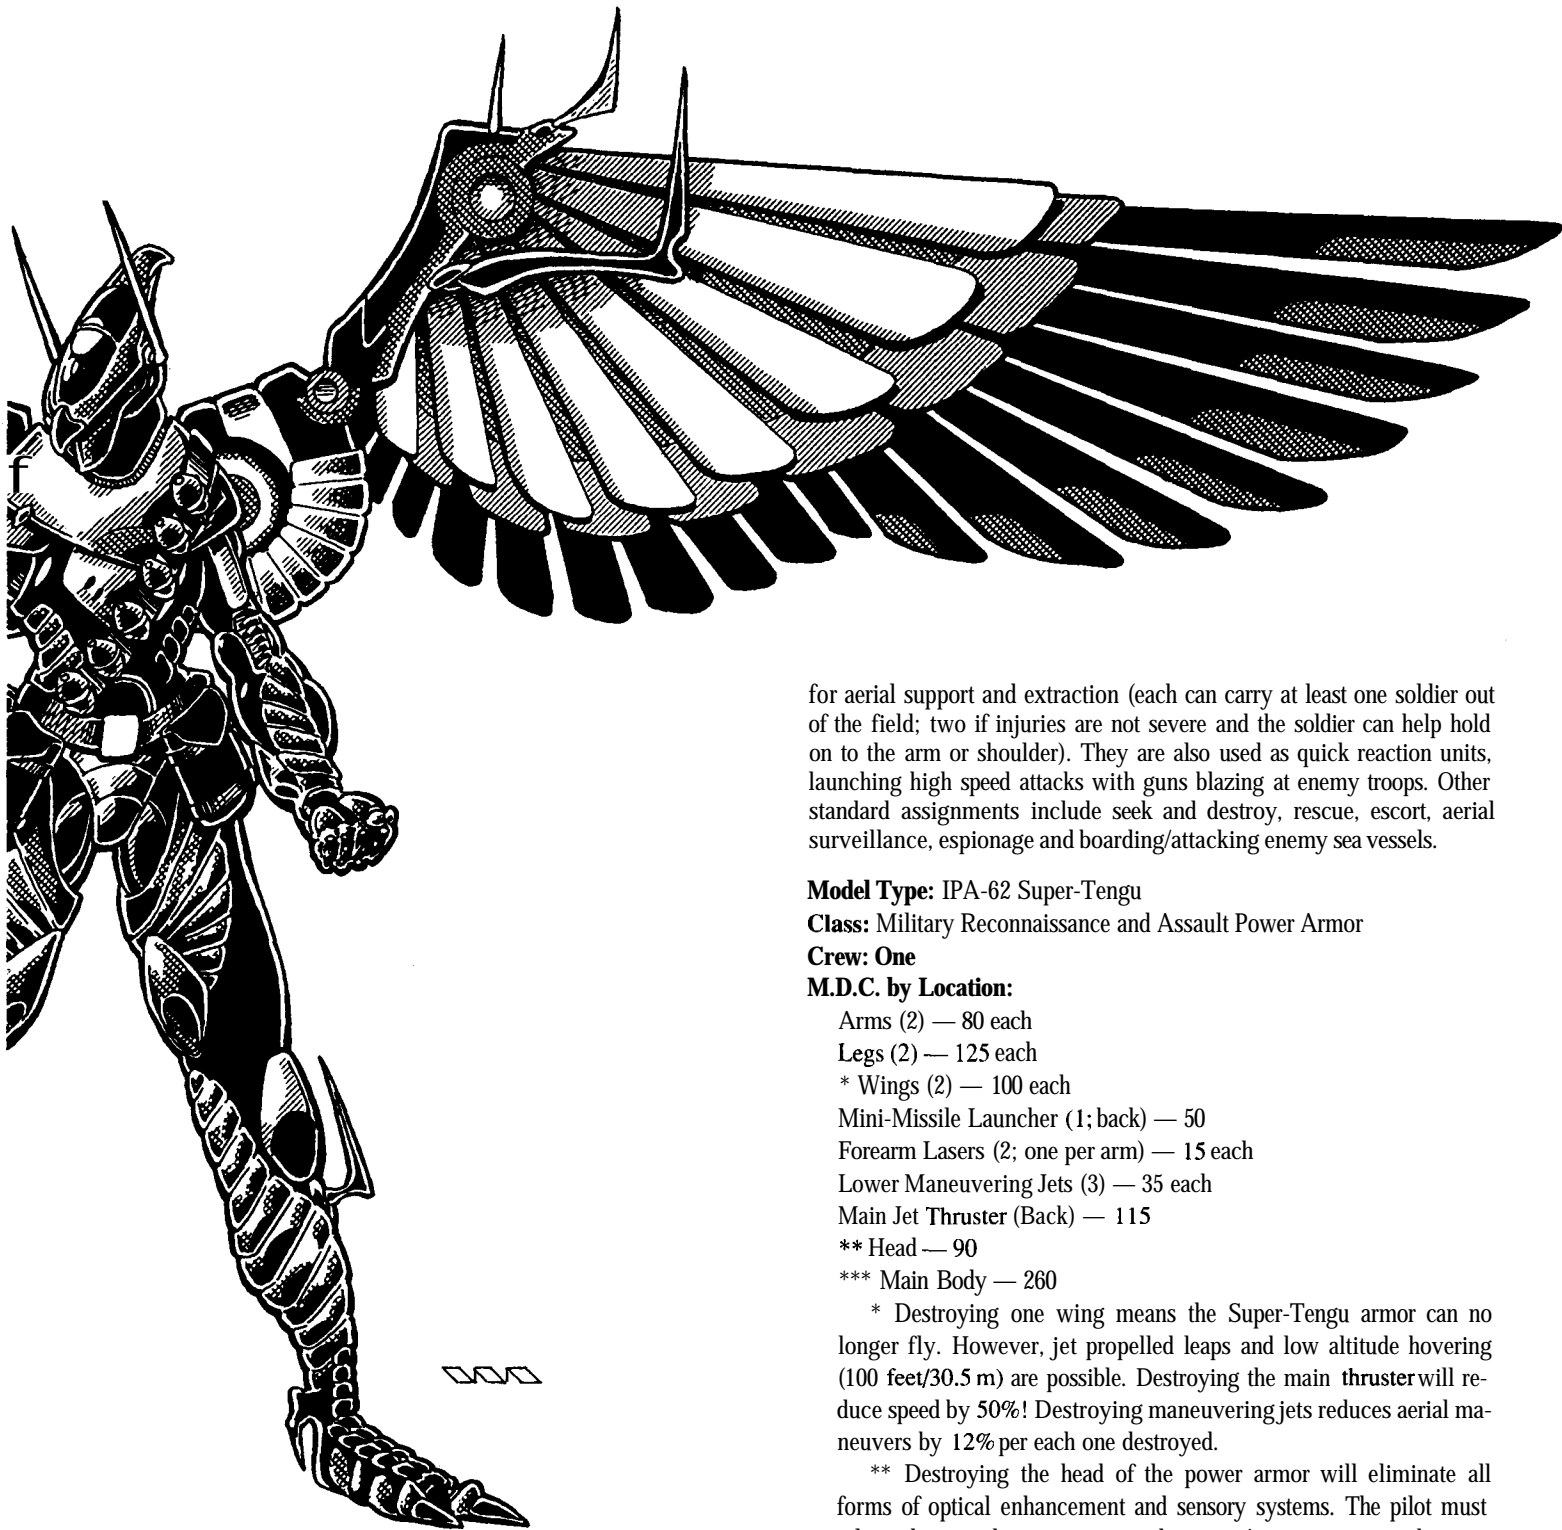 f
for aerial support and extraction (each can carry at least one soldier out
of the field; two if injuries are not severe and the soldier can help hold
on to the arm or shoulder). They are also used as quick reaction units,
launching high speed attacks with guns blazing at enemy troops. Other
standard assignments include seek and destroy, rescue, escort, aerial
surveillance, espionage and boarding/attacking enemy sea vessels.
Model Type: IPA-62 Super-Tengu
Class: Military Reconnaissance and Assault Power Armor
Crew: One
M.D.C. by Location:
Arms (2) — 80 each
Legs (2) — 125 each
* Wings (2) — 100 each
Mini-Missile Launcher (1; back) — 50
Forearm Lasers (2; one per arm) — 15 each
Lower Maneuvering Jets (3) — 35 each
Main Jet Thruster (Back) — 115
** Head — 90
*** Main Body — 260
* Destroying one wing means the Super-Tengu armor can no
longer fly. However, jet propelled leaps and low altitude hovering
(100 feet/30.5 m) are possible. Destroying the main thruster will re-
duce speed by 50%! Destroying maneuvering jets reduces aerial ma-
neuvers by 12% per each one destroyed.
** Destroying the head of the power armor will eliminate all
forms of optical enhancement and sensory systems. The pilot must